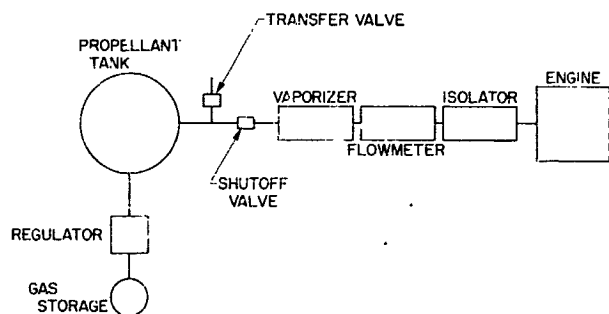 TRANSFER VALVE
PROPELLANT
TANK
VAPORIZER
FLOWMETER
ISOLATOR
ENGINE
SHUTOFF
VALVE
REGULATOR
GAS
STORAGE